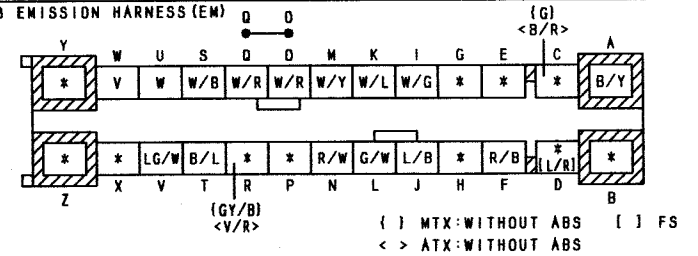 EMISSION HARNESS (EM)
Q O
{G}
<B/R>
Y W U S Q O M K I G E C A
* V W W/B W/R W/R W/Y W/L W/G * * * B/Y
* * LG/W B/L * * R/W G/W L/B * R/B * [L/R] *
Z X V T R P N L J H F D B
{GY/B}
<V/R>
{ } MTX:WITHOUT ABS [ ] FS
< > ATX:WITHOUT ABS